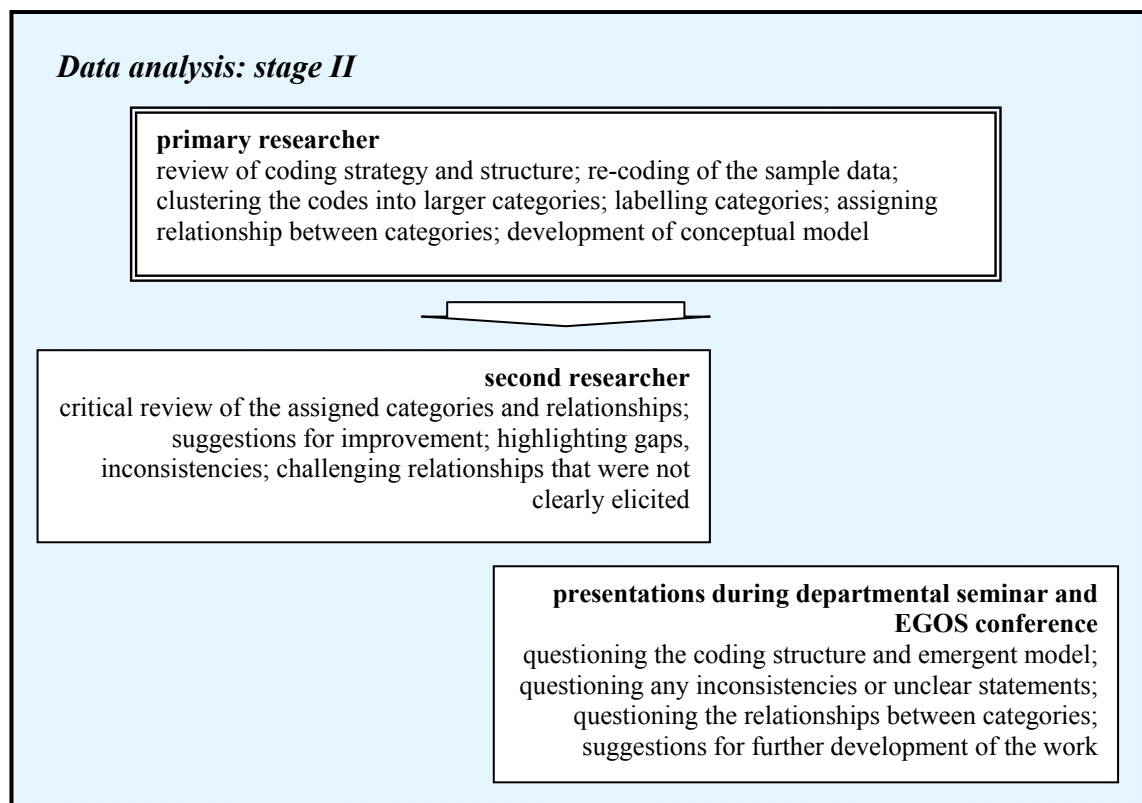 Data analysis: stage II
primary researcher
review of coding strategy and structure; re-coding of the sample data;
clustering the codes into larger categories; labelling categories; assigning
relationship between categories; development of conceptual model
second researcher
critical review of the assigned categories and relationships;
suggestions for improvement; highlighting gaps,
inconsistencies; challenging relationships that were not
clearly elicited
presentations during departmental seminar and
EGOS conference
questioning the coding structure and emergent model;
questioning any inconsistencies or unclear statements;
questioning the relationships between categories;
suggestions for further development of the work